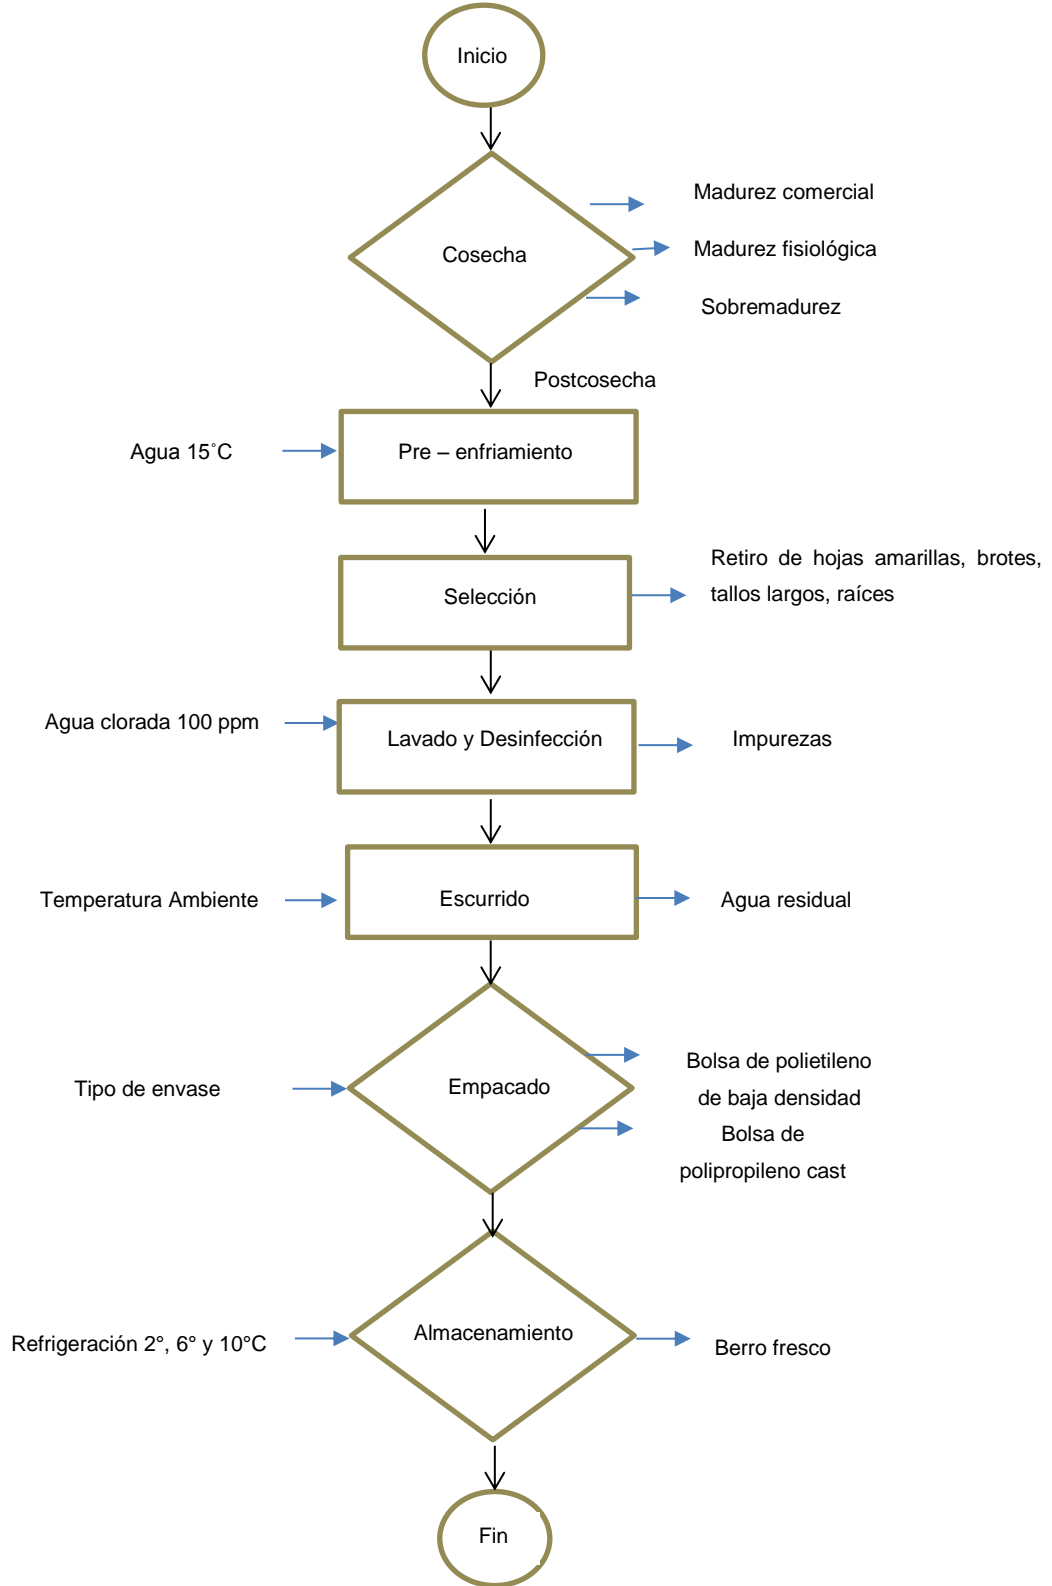 Inicio
Madurez comercial
Cosecha
Madurez fisiológica
Sobremadurez
Postcosecha
Agua 15°C
Pre – enfriamiento
Retiro de hojas amarillas, brotes,
tallos largos, raíces
Selección
Agua clorada 100 ppm
Lavado y Desinfección
Impurezas
Temperatura Ambiente
Escurrido
Agua residual
Tipo de envase
Empacado
Bolsa de polietileno
de baja densidad
Bolsa de
polipropileno cast
Refrigeración 2°, 6° y 10°C
Almacenamiento
Berro fresco
Fin